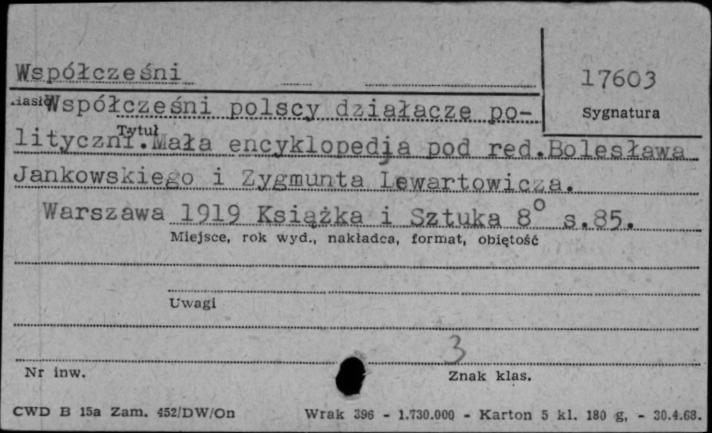 Współcześni
17603
Hasło
Sygnatura
Współcześni polscy działacze po-
Tytuł
lityczni. Mała encyklopedja pod red.Bolesława
Jankowskiego i Zygmunta Lewartowicza.
Warszawa 1919 Książka i Sztuka 8° s.85.
Miejsce, rok wyd., nakładca, format, objętość
Uwagi
3
Nr inw.
Znak klas.
CWD B 15a Zam. 452/DW/On Wrak 396 - 1.730.000 - Karton 5 kl. 180 g, - 30.4.68.